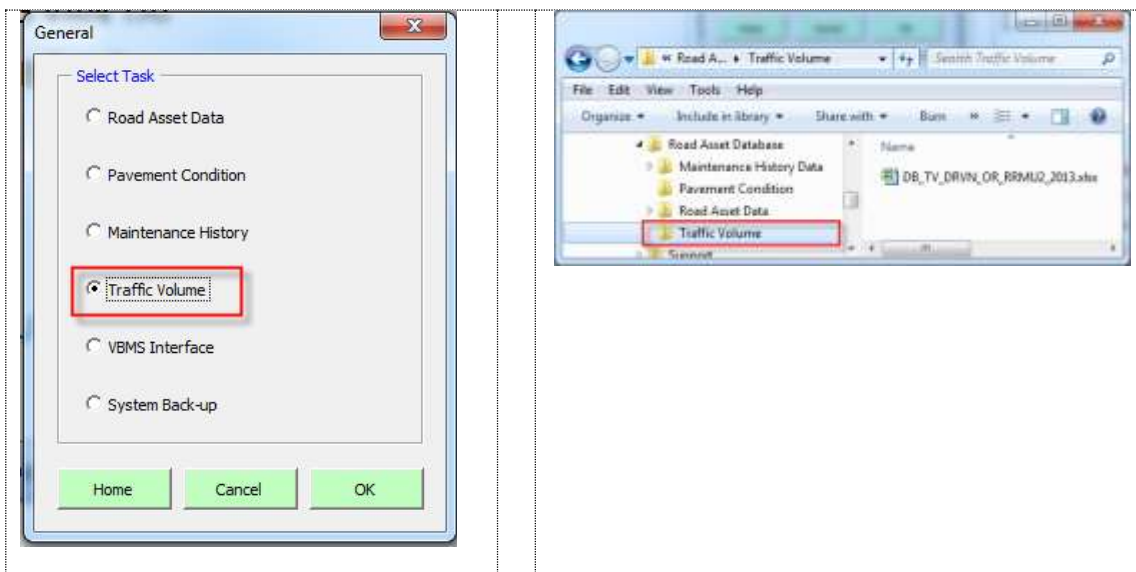 General
Select Task
Road Asset Data
Pavement Condition
Maintenance History
Traffic Volume
VBMS Interface
System Back-up
Home Cancel OK
« Road A... ▸ Traffic Volume
Search Traffic Volume
File Edit View Tools Help
Organize Include in library Share with Burn »
Road Asset Database
Maintenance History Data
Pavement Condition
Road Asset Data
Traffic Volume
Support
Name
DB_TV_DRVN_OR_RRMU2_2013.xlsx